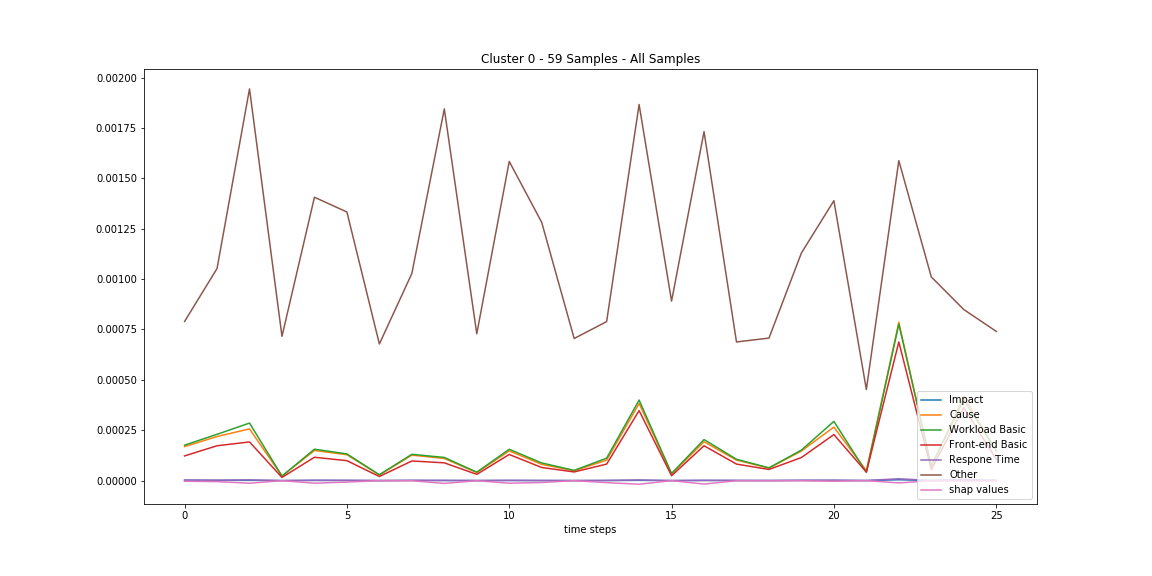 Cluster 0 - 59 Samples - All Samples
0.00200
0.00175
0.00150
0.00125
0.00100
0.00075
0.00050
0.00025
0.00000
Impact
Cause
Workload Basic
Front-end Basic
Respone Time
Other
shap values
0 5 10 15 20 25
time steps